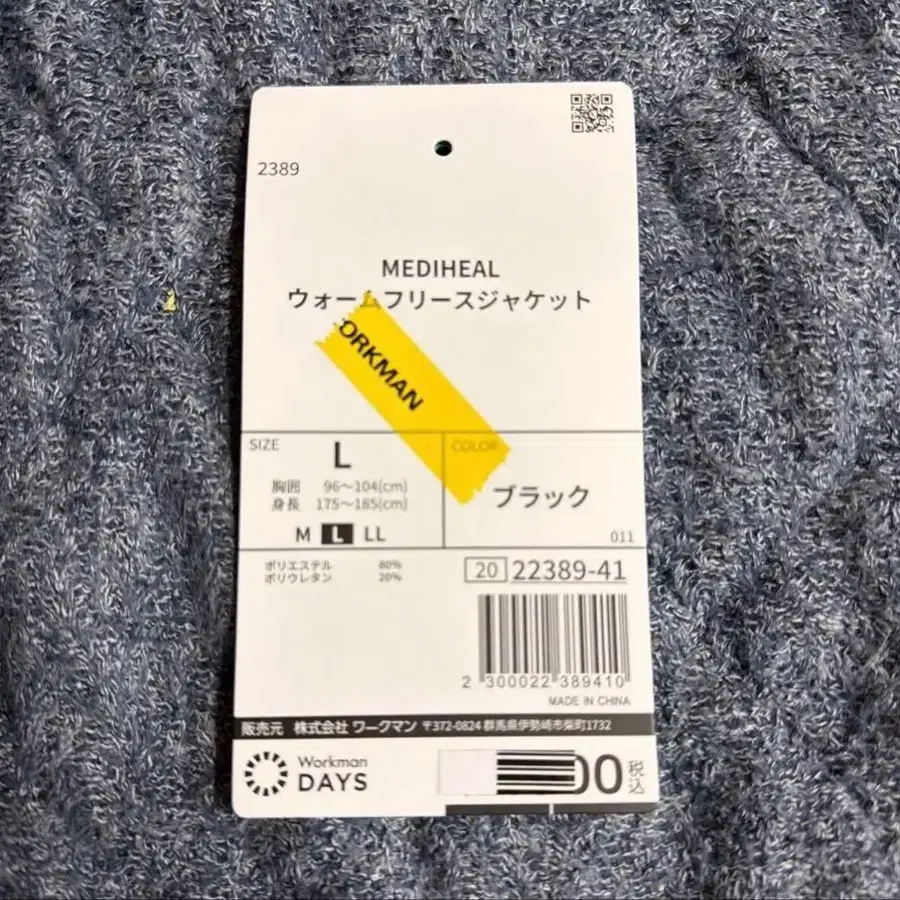 2389
MEDIHEAL
ウォームフリースジャケット
ORKMAN
SIZE
L
胸囲 96～104(cm)
身長 175～185(cm)
M L LL
COLOR
ブラック
011
ポリエステル 80%
ポリウレタン 20%
20 22389-41
2 300022 389410
MADE IN CHINA
販売元 株式会社 ワークマン 〒372-0824 群馬県伊勢崎市柴町1732
Workman
DAYS
00 税込